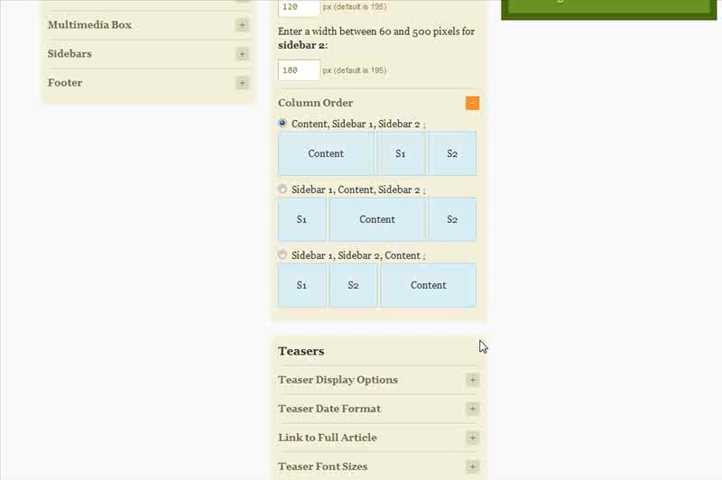 Multimedia Box +
Sidebars +
Footer +
120 px (default is 195)
Enter a width between 60 and 500 pixels for
sidebar 2:
180 px (default is 195)
Column Order -
Content, Sidebar 1, Sidebar 2 ↓
Content S1 S2
Sidebar 1, Content, Sidebar 2 ↓
S1 Content S2
Sidebar 1, Sidebar 2, Content ↓
S1 S2 Content
Teasers
Teaser Display Options +
Teaser Date Format +
Link to Full Article +
Teaser Font Sizes +